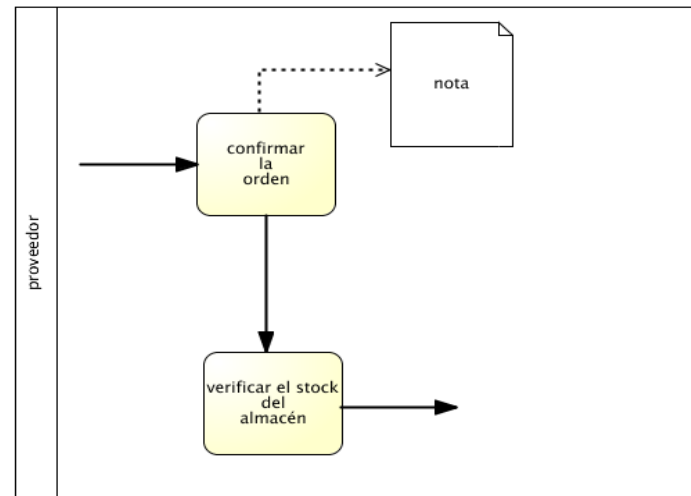 proveedor
nota
confirmar
la
orden
verificar el stock
del
almacén